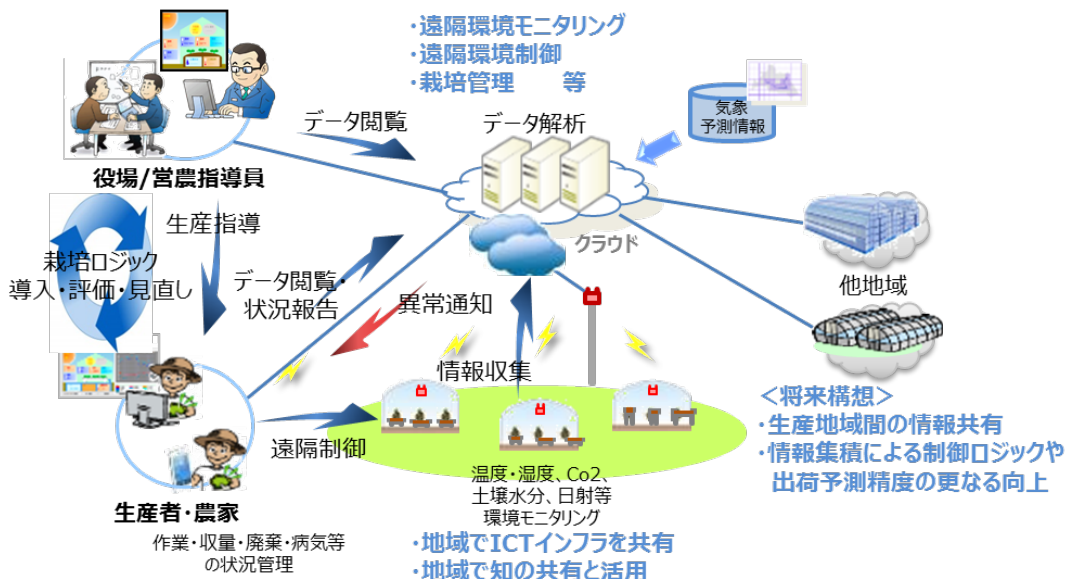 ・遠隔環境モニタリング
・遠隔環境制御
・栽培管理　　等
気象
予測情報
データ閲覧
データ解析
役場/営農指導員
生産指導
クラウド
栽培ロジック
導入・評価・見直し
データ閲覧・
状況報告
異常通知
他地域
情報収集
遠隔制御
＜将来構想＞
・生産地域間の情報共有
・情報集積による制御ロジックや
出荷予測精度の更なる向上
温度・湿度、Co2、
土壌水分、日射等
環境モニタリング
生産者・農家
作業・収量・廃棄・病気等
の状況管理
・地域でICTインフラを共有
・地域で知の共有と活用